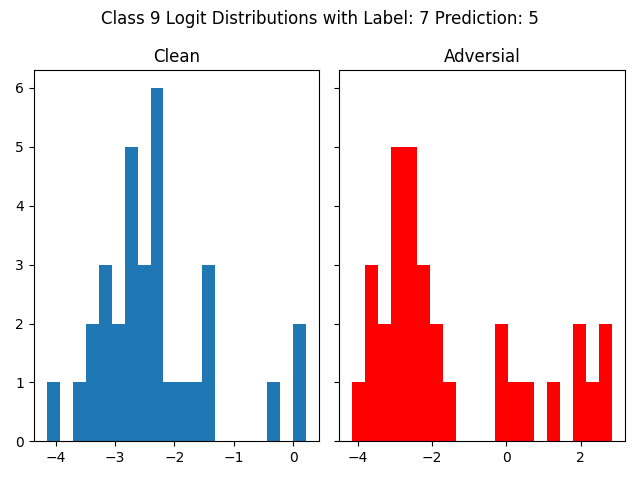 Class 9 Logit Distributions with Label: 7 Prediction: 5
Clean
Adversial
6
5
4
3
2
1
0
−4 −3 −2 −1 0
−4 −2 0 2